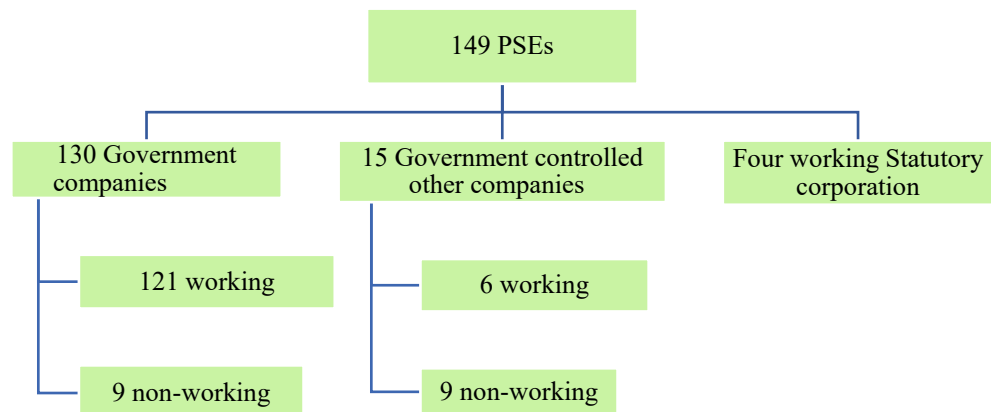 149 PSEs
130 Government
companies
15 Government controlled
other companies
Four working Statutory
corporation
121 working
6 working
9 non-working
9 non-working